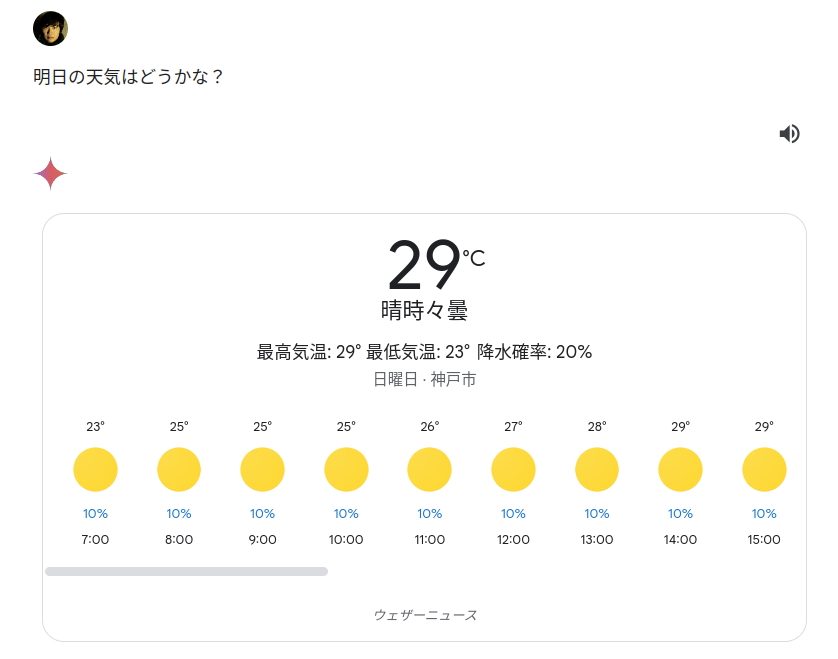 明日の天気はどうかな？
29°C
晴時々曇
最高気温: 29° 最低気温: 23° 降水確率: 20%
日曜日 · 神戸市
23° 25° 25° 25° 26° 27° 28° 29° 29°
10% 10% 10% 10% 10% 10% 10% 10% 10%
7:00 8:00 9:00 10:00 11:00 12:00 13:00 14:00 15:00
ウェザーニュース